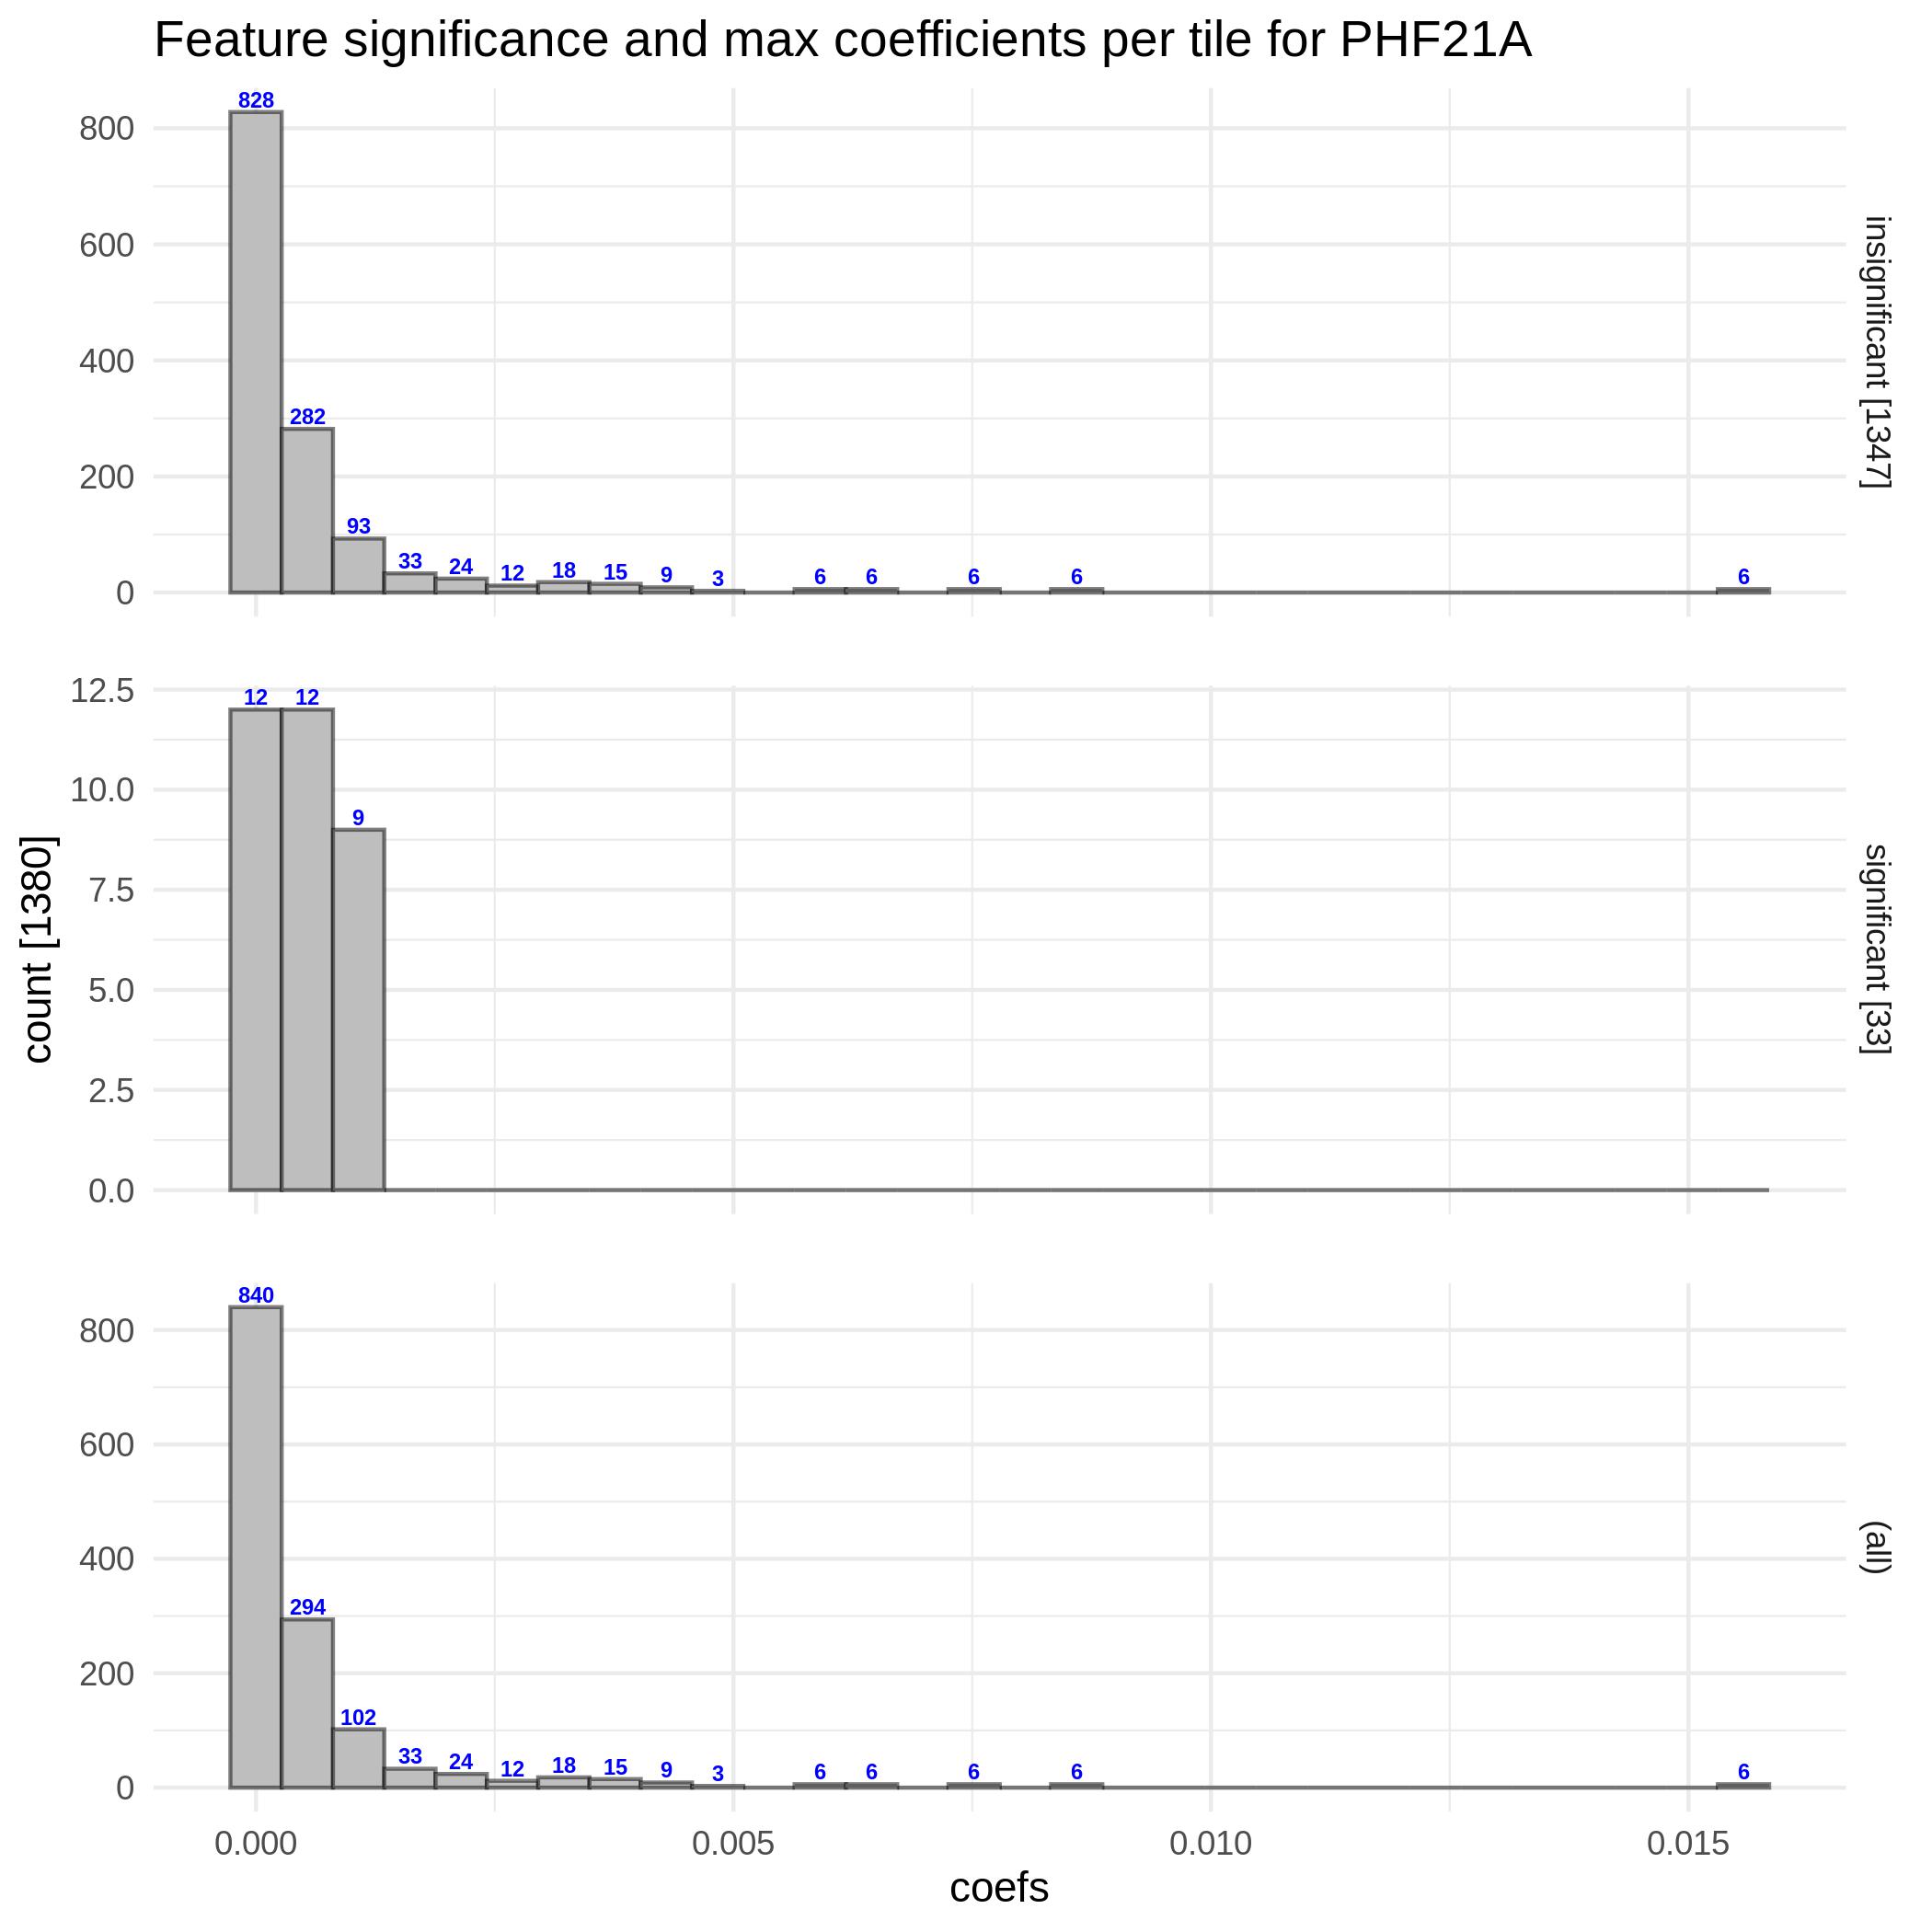 Feature significance and max coefficients per tile for PHF21A
828
800
600
400
282
200
93
33 24 12 18 15 9 3 6 6 6 6 6
0
insignificant [1347]
12.5
12 12
10.0
9
7.5
5.0
2.5
0.0
significant [33]
count [1380]
840
800
600
400
294
200
102
33 24 12 18 15 9 3 6 6 6 6 6
0
(all)
0.000 0.005 0.010 0.015
coefs